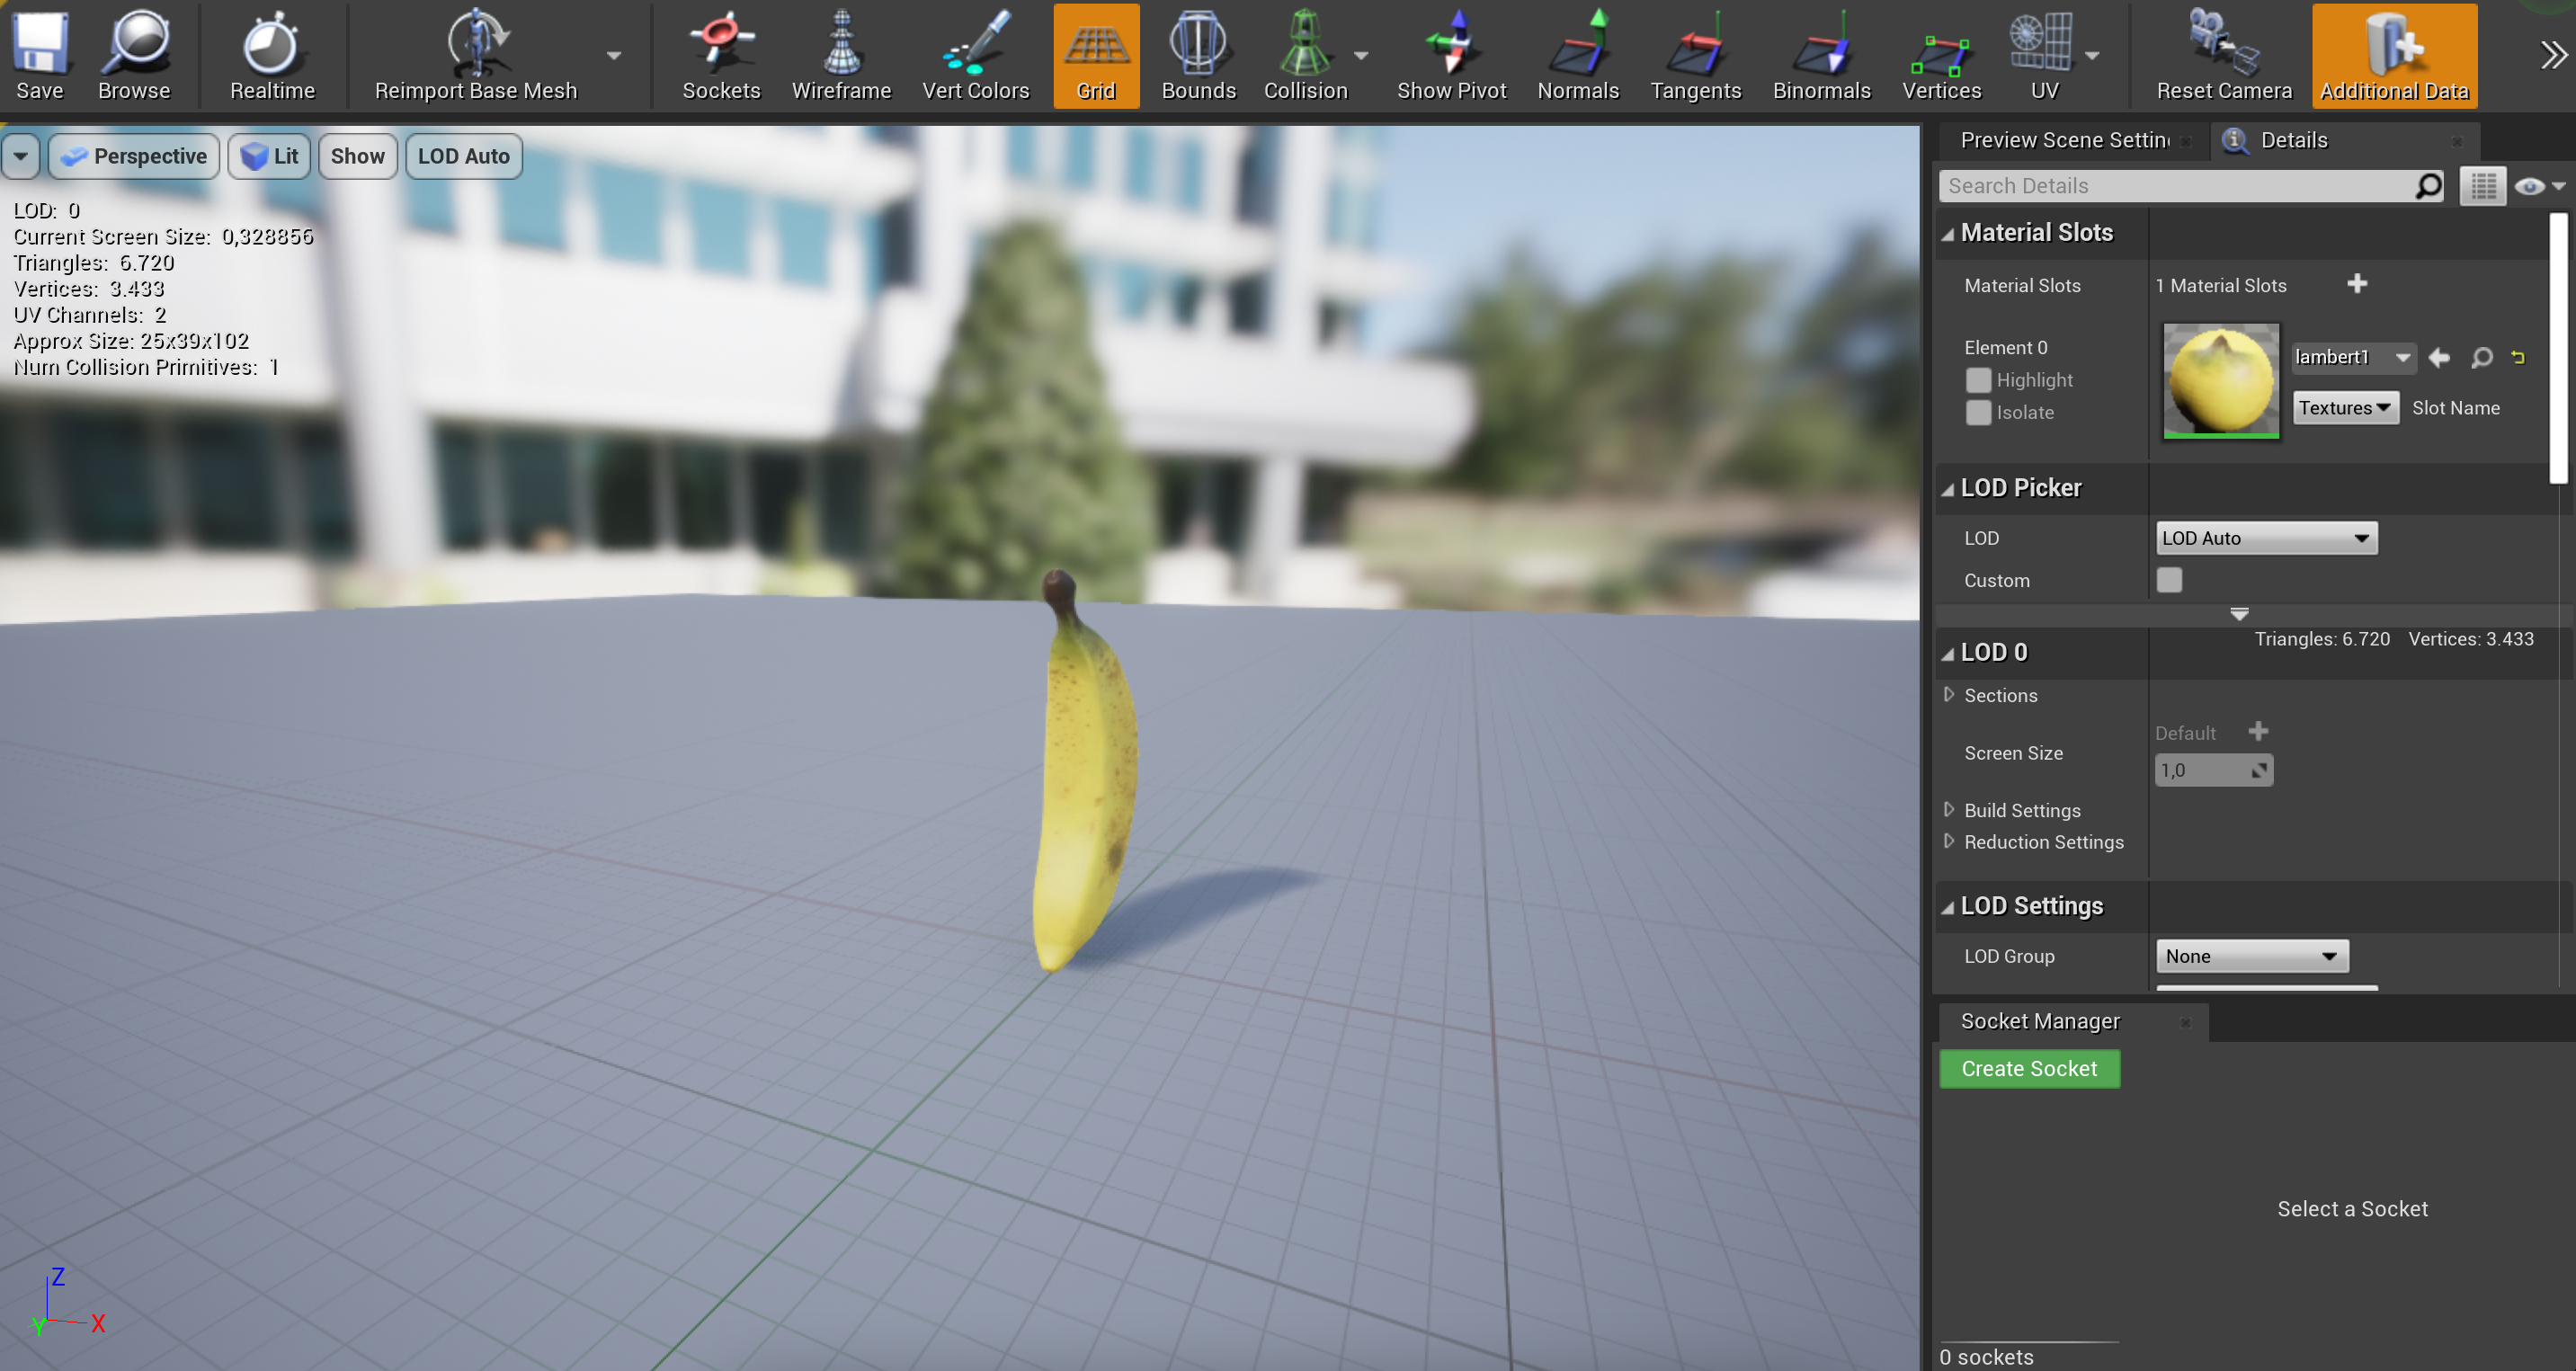 Save
Browse
Realtime
Reimport Base Mesh
Sockets
Wireframe
Vert Colors
Grid
Bounds
Collision
Show Pivot
Normals
Tangents
Binormals
Vertices
UV
Reset Camera
Additional Data
Perspective
Lit
Show
LOD Auto
LOD: 0
Current Screen Size: 0,328856
Triangles: 6.720
Vertices: 3.433
UV Channels: 2
Approx Size: 25x39x102
Num Collision Primitives: 1
Z
Y
X
Preview Scene Settin
Details
Search Details
Material Slots
Material Slots
1 Material Slots
Element 0
Highlight
Isolate
lambert1
Textures
Slot Name
LOD Picker
LOD
LOD Auto
Custom
LOD 0
Triangles: 6.720 Vertices: 3.433
Sections
Screen Size
Default
1,0
Build Settings
Reduction Settings
LOD Settings
LOD Group
None
Socket Manager
Create Socket
Select a Socket
0 sockets